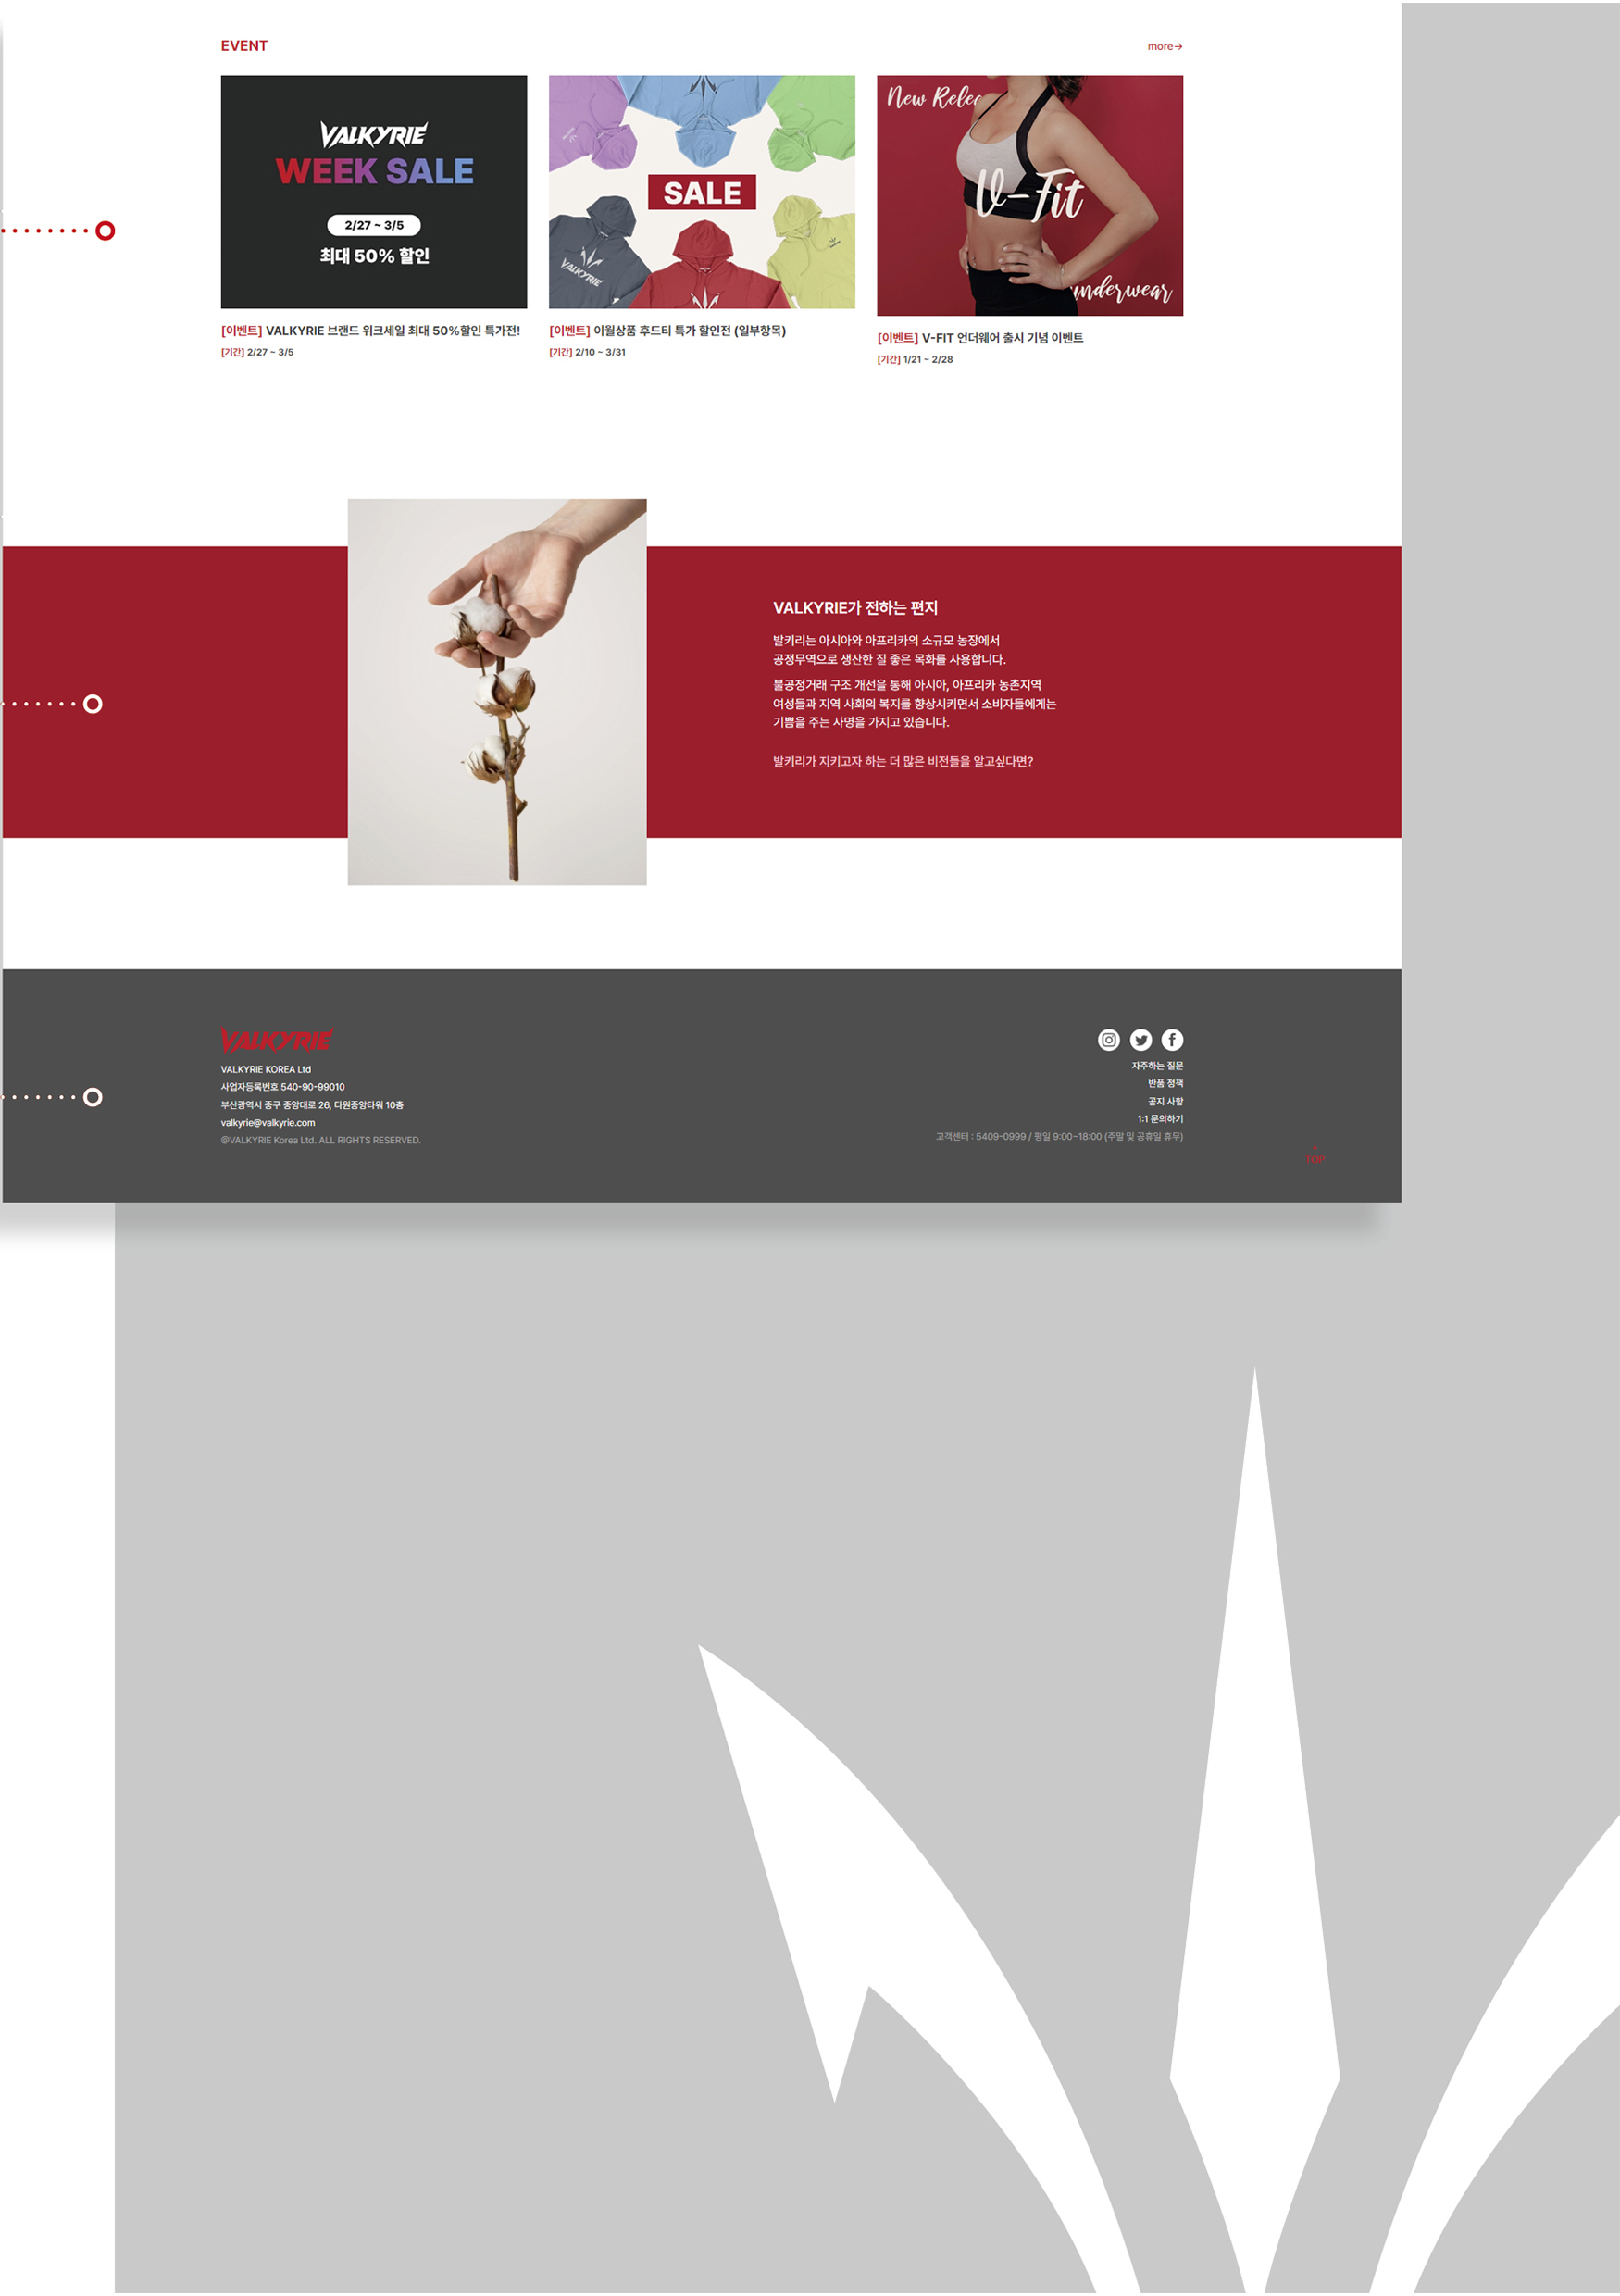 EVENT
more→
VALKYRIE
WEEK SALE
2/27 ~ 3/5
최대 50% 할인
[이벤트] VALKYRIE 브랜드 위크세일 최대 50%할인 특가전!
[기간] 2/27 ~ 3/5
SALE
VALKYRIE
[이벤트] 이월상품 후드티 특가 할인전 (일부항목)
[기간] 2/10 ~ 3/31
New
V-Fit
underwear
[이벤트] V-FIT 언더웨어 출시 기념 이벤트
[기간] 1/21 ~ 2/28
VALKYRIE가 전하는 편지
발키리는 아시아와 아프리카의 소규모 농장에서
공정무역으로 생산한 질 좋은 목화를 사용합니다.
불공정거래 구조 개선을 통해 아시아, 아프리카 농촌지역
여성들과 지역 사회의 복지를 향상시키면서 소비자들에게는
기쁨을 주는 사명을 가지고 있습니다.
발키리가 지키고자 하는 더 많은 비전들을 알고싶다면?
VALKYRIE
VALKYRIE KOREA Ltd
사업자등록번호 540-90-99010
부산광역시 중구 중앙대로 26, 다원중앙타워 10층
valkyrie@valkyrie.com
@VALKYRIE Korea Ltd. ALL RIGHTS RESERVED.
자주하는 질문
반품 정책
공지 사항
1:1 문의하기
고객센터 : 5409-0999 / 평일 9:00~18:00 (주말 및 공휴일 휴무)
TOP